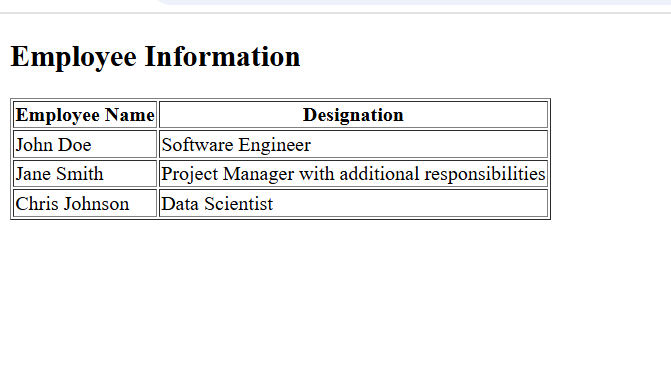 Employee Information
Employee Name Designation
John Doe Software Engineer
Jane Smith Project Manager with additional responsibilities
Chris Johnson Data Scientist